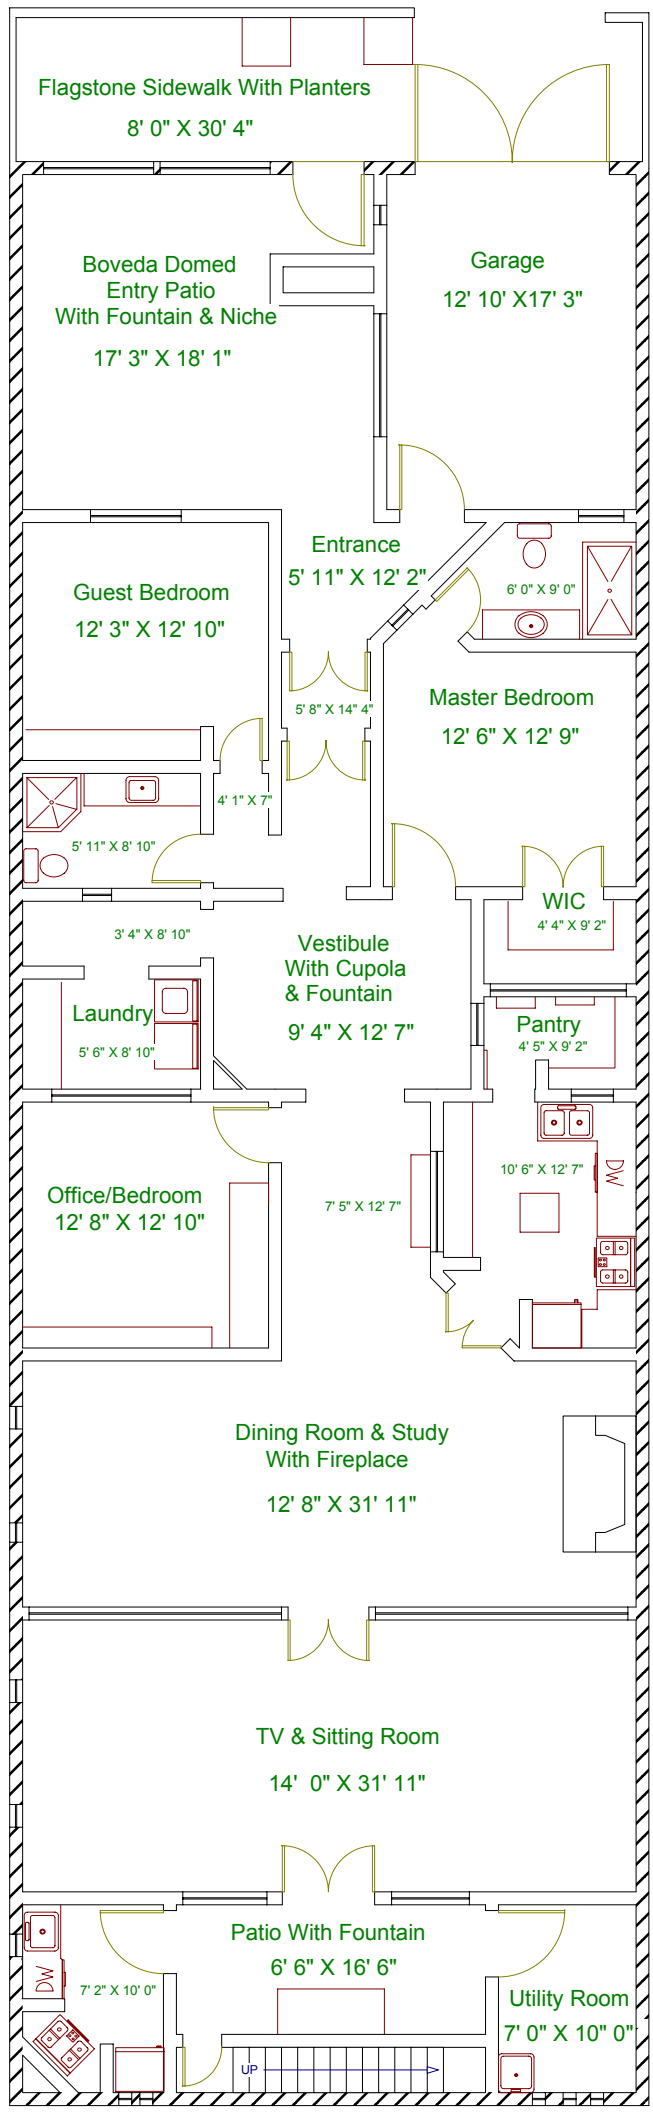 Flagstone Sidewalk With Planters
8' 0" X 30' 4"
Boveda Domed
Entry Patio
With Fountain & Niche
17' 3" X 18' 1"
Garage
12' 10' X17' 3"
Entrance
5' 11" X 12' 2"
Guest Bedroom
12' 3" X 12' 10"
6' 0" X 9' 0"
Master Bedroom
12' 6" X 12' 9"
5' 8" X 14" 4"
4' 1" X 7"
5' 11" X 8' 10"
WIC
4' 4" X 9' 2"
3' 4" X 8' 10"
Vestibule
With Cupola
& Fountain
9' 4" X 12' 7"
Laundry
5' 6" X 8' 10"
Pantry
4' 5" X 9' 2"
Office/Bedroom
12' 8" X 12' 10"
7' 5" X 12' 7"
10' 6" X 12' 7"
DW
Dining Room & Study
With Fireplace
12' 8" X 31' 11"
TV & Sitting Room
14' 0" X 31' 11"
Patio With Fountain
6' 6" X 16' 6"
DW
7' 2" X 10' 0"
Utility Room
7' 0" X 10" 0"
UP